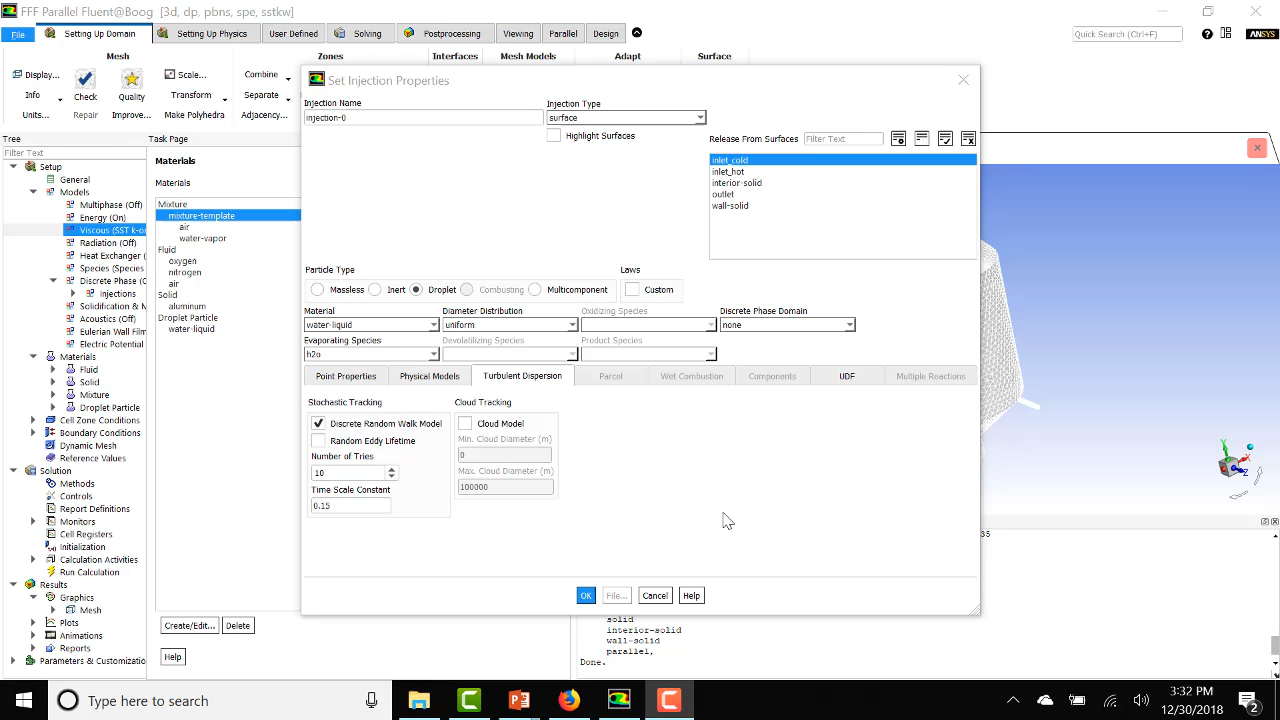 FFF Parallel Fluent@Boog [3d, dp, pbns, spe, sstkw]
File
Setting Up Domain
Setting Up Physics
User Defined
Solving
Postprocessing
Viewing
Parallel
Design
Quick Search (Ctrl+F)
ANSYS
Mesh
Zones
Interfaces
Mesh Models
Adapt
Surface
Display...
Info
Units...
Check
Repair
Quality
Improve...
Scale...
Transform
Make Polyhedra
Combine
Separate
Adjacency...
Tree
Filter Text
Setup
General
Models
Multiphase (Off)
Energy (On)
Viscous (SST k-o
Radiation (Off)
Heat Exchanger (
Species (Species
Discrete Phase (C
Injections
Solidification &
Acoustics (Off)
Eulerian Wall Film
Electric Potential
Materials
Fluid
Solid
Mixture
Droplet Particle
Cell Zone Conditions
Boundary Conditions
Dynamic Mesh
Reference Values
Solution
Methods
Controls
Report Definitions
Monitors
Cell Registers
Initialization
Calculation Activities
Run Calculation
Results
Graphics
Mesh
Plots
Animations
Reports
Parameters & Customizatio
Task Page
Materials
Materials
Mixture
mixture-template
air
water-vapor
Fluid
oxygen
nitrogen
air
Solid
aluminum
Droplet Particle
water-liquid
Create/Edit...
Delete
Help
Set Injection Properties
Injection Name
injection-0
Injection Type
surface
Highlight Surfaces
Release From Surfaces
Filter Text
inlet_cold
inlet_hot
interior-solid
outlet
wall-solid
Particle Type
Massless
Inert
Droplet
Combusting
Multicomponent
Laws
Custom
Material
Diameter Distribution
Oxidizing Species
Discrete Phase Domain
water-liquid
uniform
none
Evaporating Species
Devolatilizing Species
Product Species
h2o
Point Properties
Physical Models
Turbulent Dispersion
Parcel
Wet Combustion
Components
UDF
Multiple Reactions
Stochastic Tracking
Discrete Random Walk Model
Random Eddy Lifetime
Number of Tries
10
Time Scale Constant
0.15
Cloud Tracking
Cloud Model
Min. Cloud Diameter (m)
0
Max. Cloud Diameter (m)
100000
OK
File...
Cancel
Help
35
solid
interior-solid
wall-solid
parallel,
Done.
Type here to search
3:32 PM
12/30/2018
2